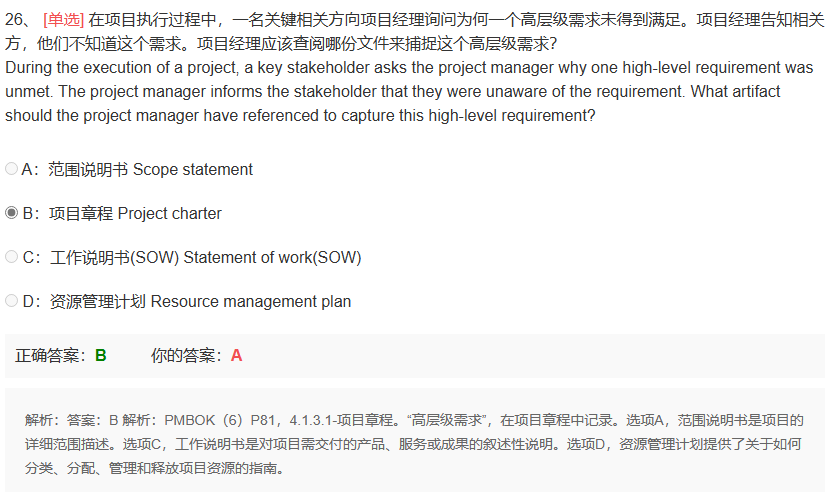 26、 [单选] 在项目执行过程中，一名关键相关方向项目经理询问为何一个高层级需求未得到满足。项目经理告知相关
方，他们不知道这个需求。项目经理应该查阅哪份文件来捕捉这个高层级需求?
During the execution of a project, a key stakeholder asks the project manager why one high-level requirement was
unmet. The project manager informs the stakeholder that they were unaware of the requirement. What artifact
should the project manager have referenced to capture this high-level requirement?
A：范围说明书 Scope statement
B：项目章程 Project charter
C：工作说明书(SOW) Statement of work(SOW)
D：资源管理计划 Resource management plan
正确答案：B 你的答案：A
解析：答案：B 解析：PMBOK（6）P81，4.1.3.1-项目章程。“高层级需求”，在项目章程中记录。选项A，范围说明书是项目的
详细范围描述。选项C，工作说明书是对项目需交付的产品、服务或成果的叙述性说明。选项D，资源管理计划提供了关于如何
分类、分配、管理和释放项目资源的指南。